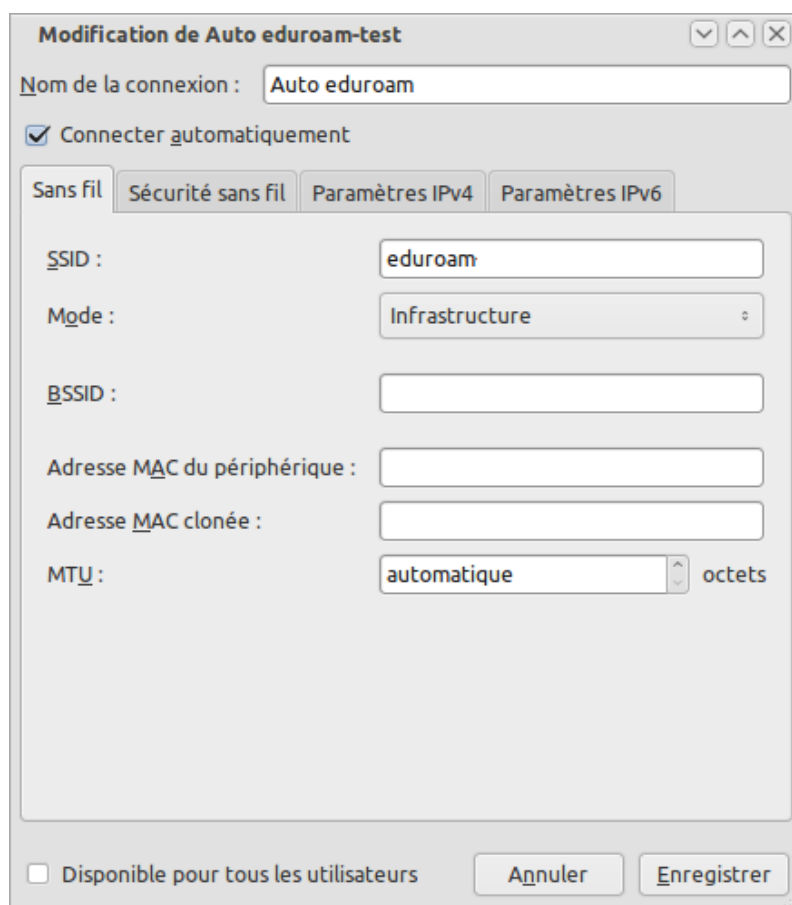 Modification de Auto eduroam-test
Nom de la connexion : Auto eduroam
Connecter automatiquement
Sans fil Sécurité sans fil Paramètres IPv4 Paramètres IPv6
SSID : eduroam
Mode : Infrastructure
BSSID :
Adresse MAC du périphérique :
Adresse MAC clonée :
MTU : automatique octets
Disponible pour tous les utilisateurs Annuler Enregistrer